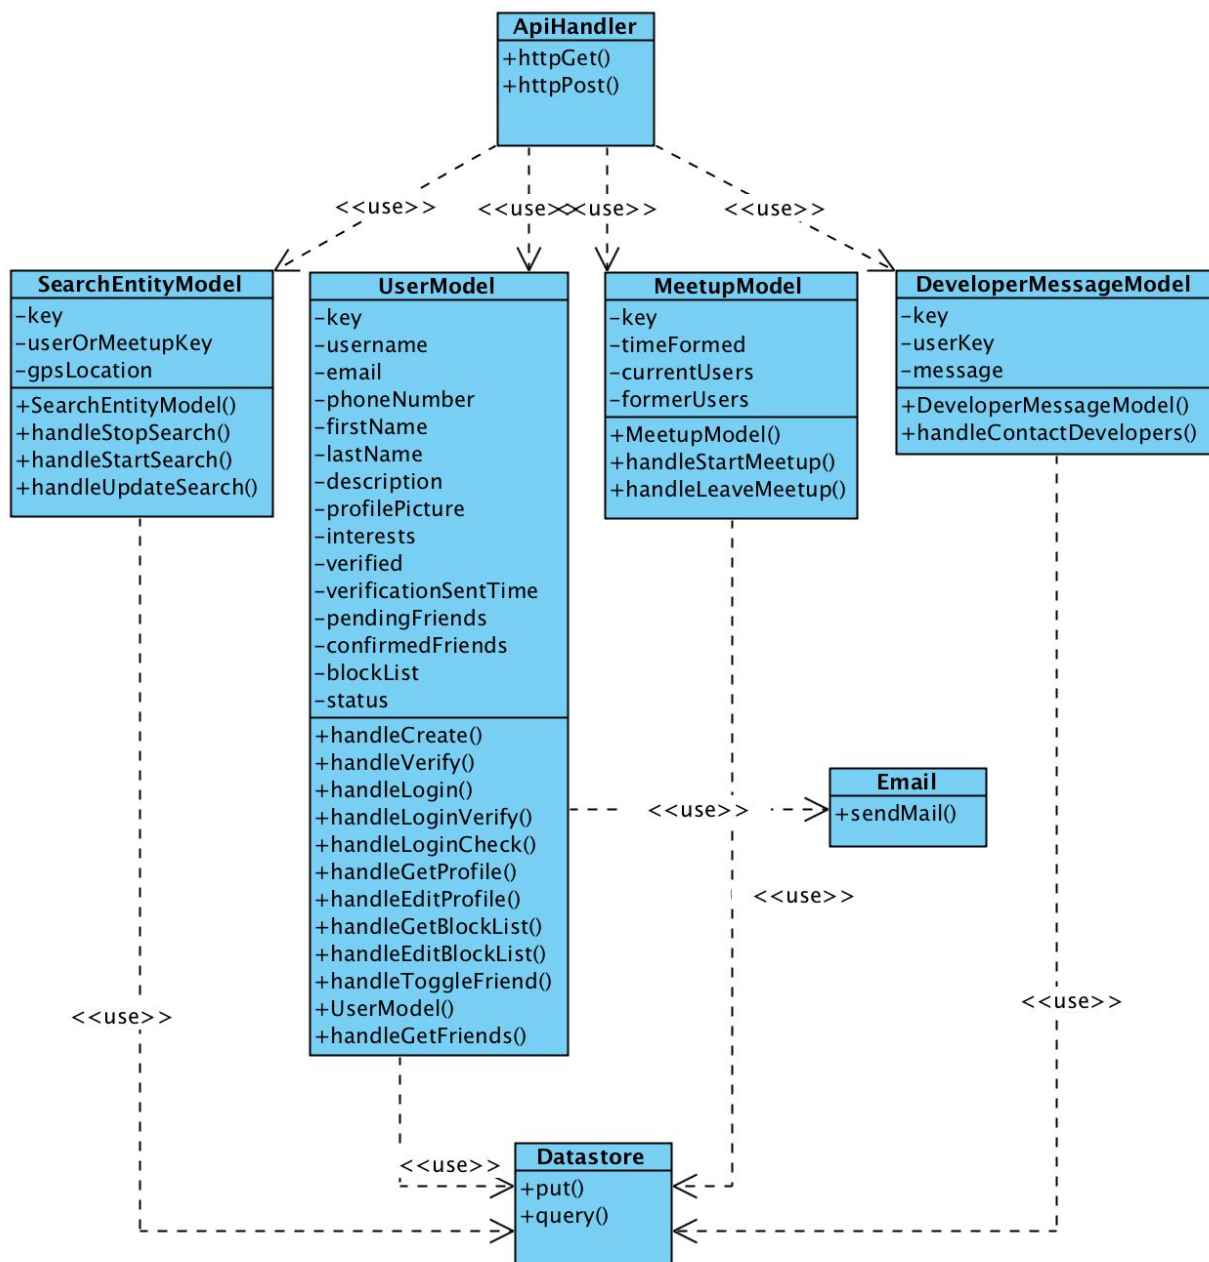 ApiHandler
+httpGet()
+httpPost()
<<use>>
<<use>>
<<use>>
<<use>>
SearchEntityModel
-key
-userOrMeetupKey
-gpsLocation
+SearchEntityModel()
+handleStopSearch()
+handleStartSearch()
+handleUpdateSearch()
UserModel
-key
-username
-email
-phoneNumber
-firstName
-lastName
-description
-profilePicture
-interests
-verified
-verificationSentTime
-pendingFriends
-confirmedFriends
-blockList
-status
+handleCreate()
+handleVerify()
+handleLogin()
+handleLoginVerify()
+handleLoginCheck()
+handleGetProfile()
+handleEditProfile()
+handleGetBlockList()
+handleEditBlockList()
+handleToggleFriend()
+UserModel()
+handleGetFriends()
MeetupModel
-key
-timeFormed
-currentUsers
-formerUsers
+MeetupModel()
+handleStartMeetup()
+handleLeaveMeetup()
DeveloperMessageModel
-key
-userKey
-message
+DeveloperMessageModel()
+handleContactDevelopers()
<<use>>
Email
+sendMail()
<<use>>
<<use>>
<<use>>
<<use>>
Datastore
+put()
+query()